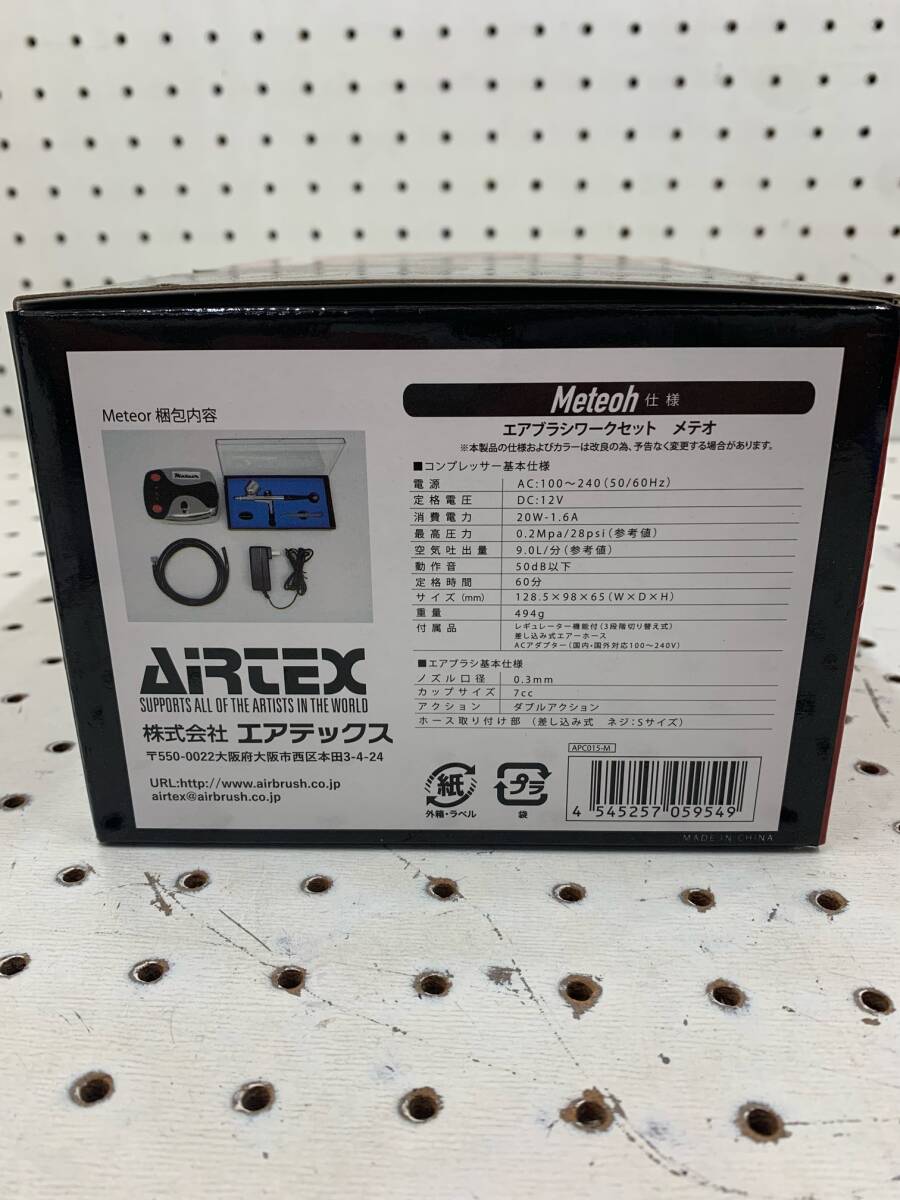 Meteor 梱包内容
AIRTEX
SUPPORTS ALL OF THE ARTISTS IN THE WORLD
株式会社 エアテックス
〒550-0022大阪府大阪市西区本田3-4-24
URL:http://www.airbrush.co.jp
airtex@airbrush.co.jp
Meteoh 仕様
エアブラシワークセット メテオ
※本製品の仕様およびカラーは改良の為、予告なく変更する場合があります。
■コンプレッサー基本仕様
電源 AC:100～240(50/60Hz)
定格電圧 DC:12V
消費電力 20W-1.6A
最高圧力 0.2Mpa/28psi(参考値)
空気吐出量 9.0L/分(参考値)
動作音 50dB以下
定格時間 60分
サイズ(mm) 128.5×98×65(W×D×H)
重量 494g
付属品 レギュレーター機能付(3段階切り替え式)
差し込み式エアーホース
ACアダプター(国内・国外対応100～240V)
■エアブラシ基本仕様
ノズル口径 0.3mm
カップサイズ 7cc
アクション ダブルアクション
ホース取り付け部 (差し込み式 ネジ:Sサイズ)
紙
外箱・ラベル
プラ
袋
APC015-M
4 545257 059549
MADE IN CHINA